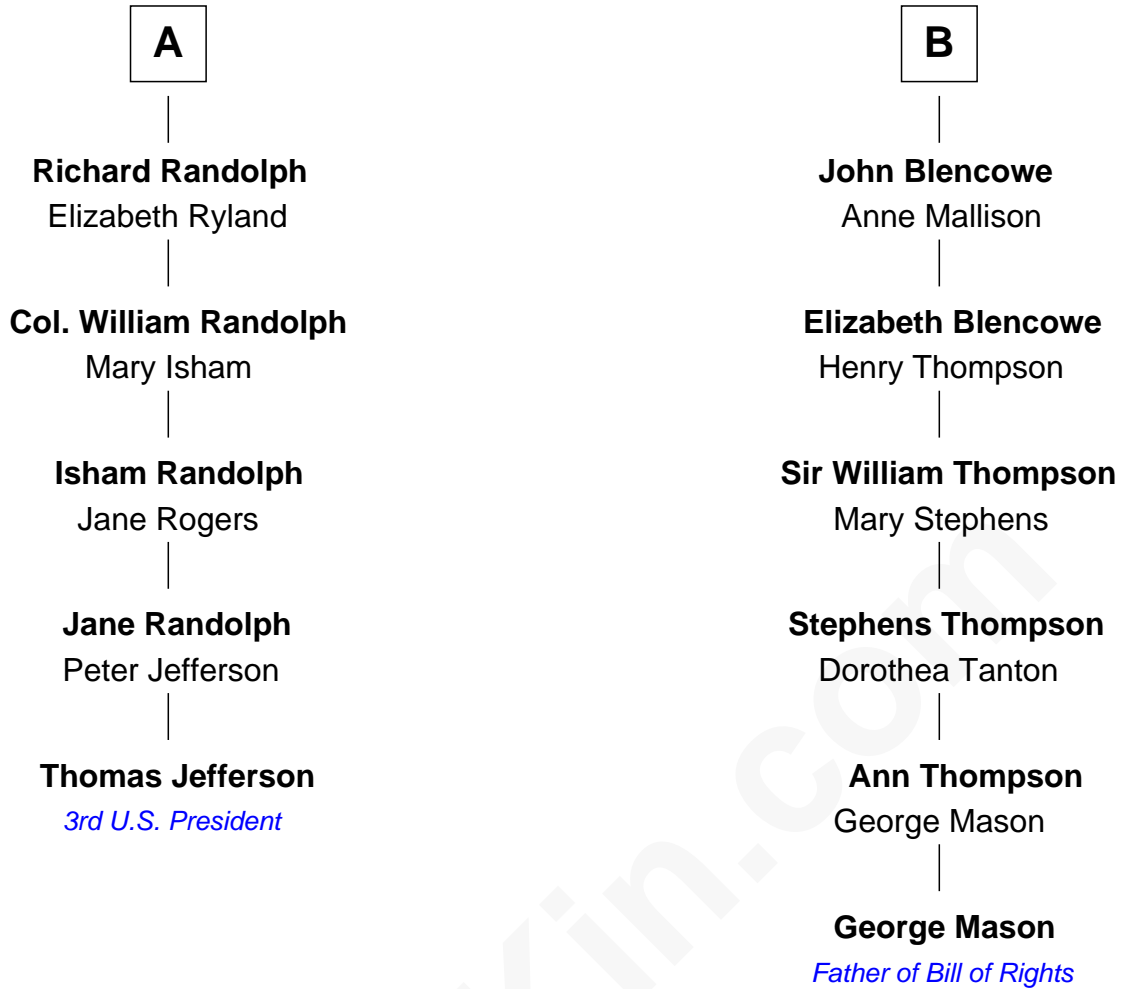 A
Richard Randolph
Elizabeth Ryland
Col. William Randolph
Mary Isham
Isham Randolph
Jane Rogers
Jane Randolph
Peter Jefferson
Thomas Jefferson
3rd U.S. President
B
John Blencowe
Anne Mallison
Elizabeth Blencowe
Henry Thompson
Sir William Thompson
Mary Stephens
Stephens Thompson
Dorothea Tanton
Ann Thompson
George Mason
George Mason
Father of Bill of Rights
Kin.com